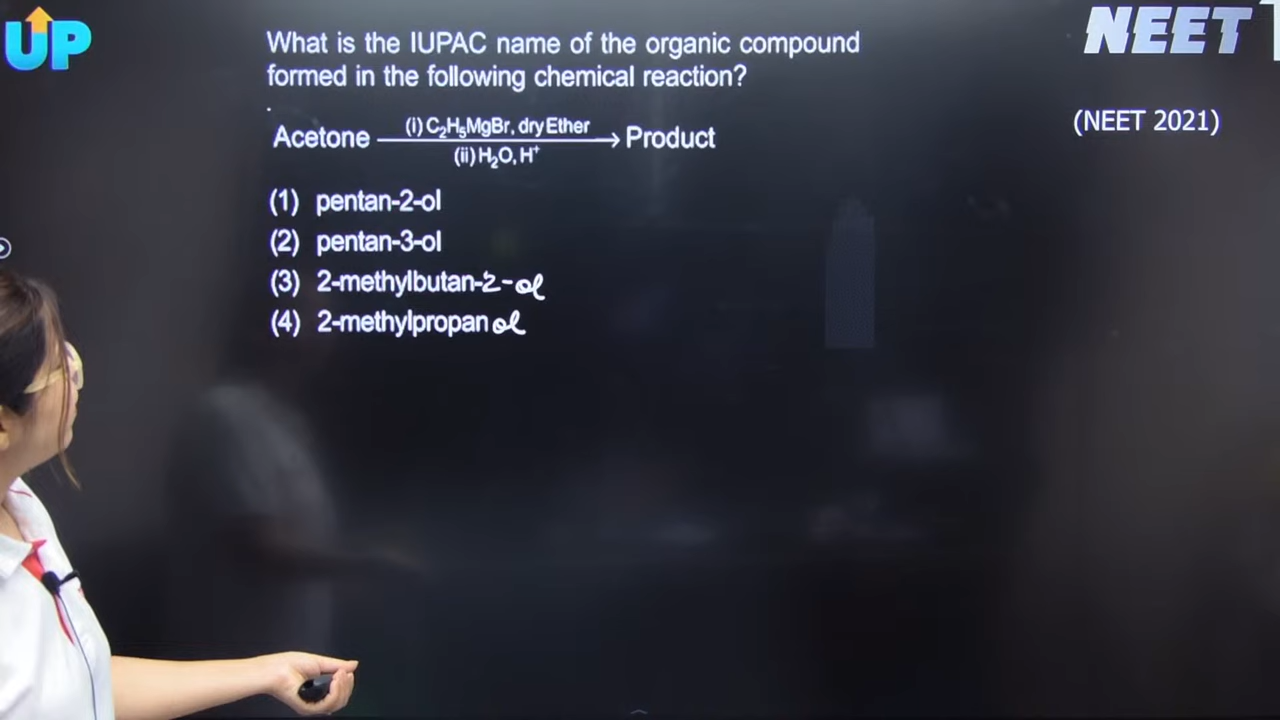 UP
NEET
What is the IUPAC name of the organic compound
formed in the following chemical reaction?
(NEET 2021)
(i) C₂H₅MgBr, dry Ether
Acetone ⟶ Product
(ii) H₂O, H⁺
(1) pentan-2-ol
(2) pentan-3-ol
(3) 2-methylbutan-2-ol
(4) 2-methylpropanol